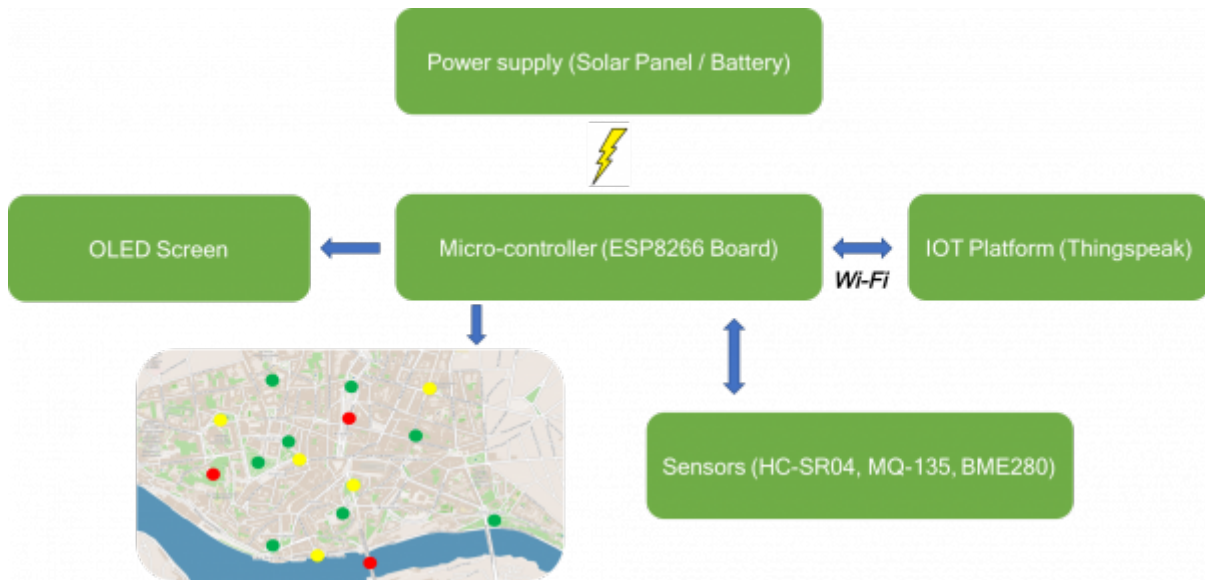 Power supply (Solar Panel / Battery)
OLED Screen
Micro-controller (ESP8266 Board)
IOT Platform (Thingspeak)
Wi-Fi
Sensors (HC-SR04, MQ-135, BME280)